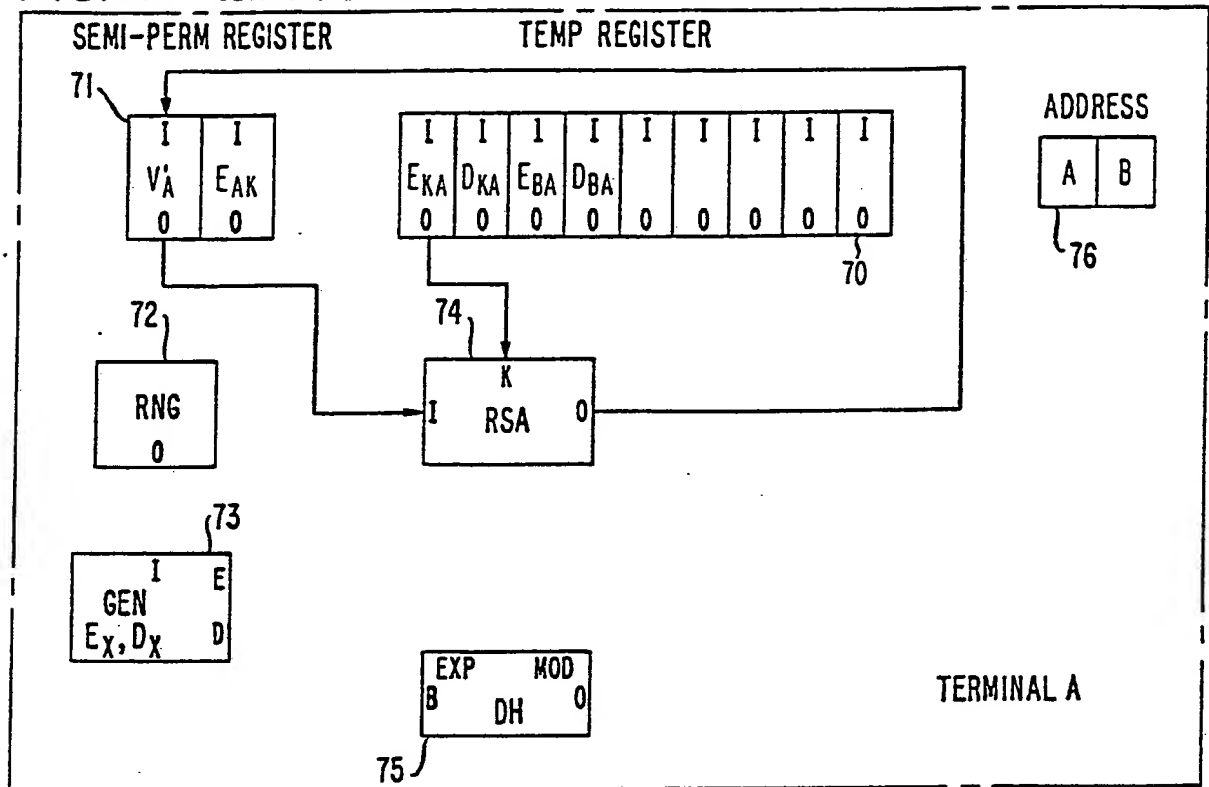 SEMI-PERM REGISTER TEMP REGISTER
71
I I I I 1 I I I I I I
V'A EAK EKA DKA EBA DBA
0 0 0 0 0 0 0 0 0 0 0
70
ADDRESS
A B
76
72
RNG
0
74
K
I RSA 0
73
I E
GEN
EX, DX D
EXP MOD
B 0
DH
75
TERMINAL A